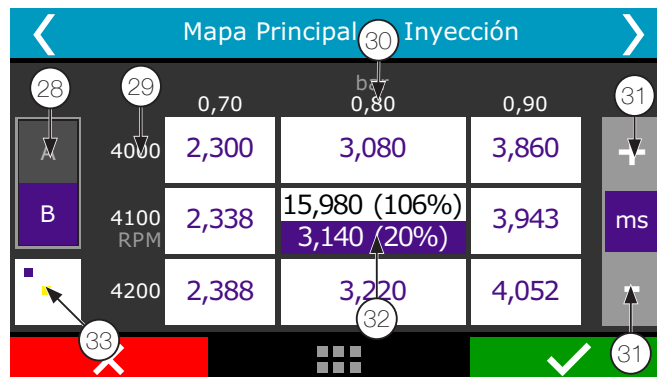 Mapa Principal Inyección
30
bar
28 29 0,70 0,80 0,90 31
A 4000 2,300 3,080 3,860 +
B 4100 RPM 2,338 15,980 (106%) 3,943 ms
3,140 (20%)
4200 2,388 3,220 4,052 -
32
33 31